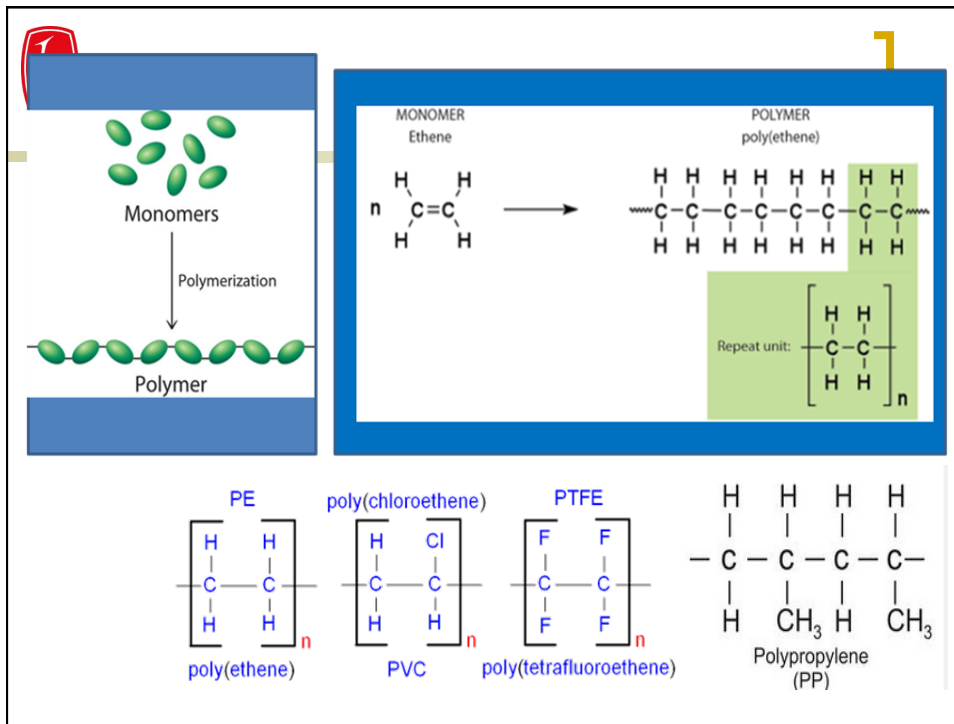 Monomers
Polymerization
Polymer
MONOMER
Ethene
POLYMER
poly(ethene)
H H
n C=C
H H
H H H H H H H H
C-C-C-C-C-C-C-C
H H H H H H H H
Repeat unit:
H H
C-C
H H
n
PE
H H
C C
H H
n
poly(ethene)
poly(chloroethene)
H Cl
C C
H H
n
PVC
PTFE
F F
C C
F F
n
poly(tetrafluoroethene)
H H H H
- C - C - C - C -
H CH₃ H CH₃
Polypropylene
(PP)